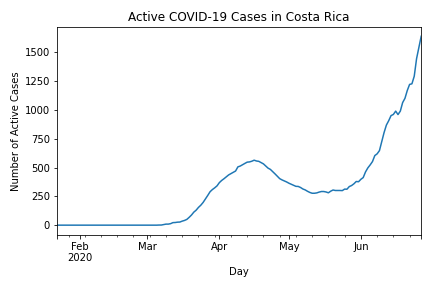 Active COVID-19 Cases in Costa Rica
Number of Active Cases
1500
1250
1000
750
500
250
0
Feb
2020
Mar
Apr
May
Jun
Day